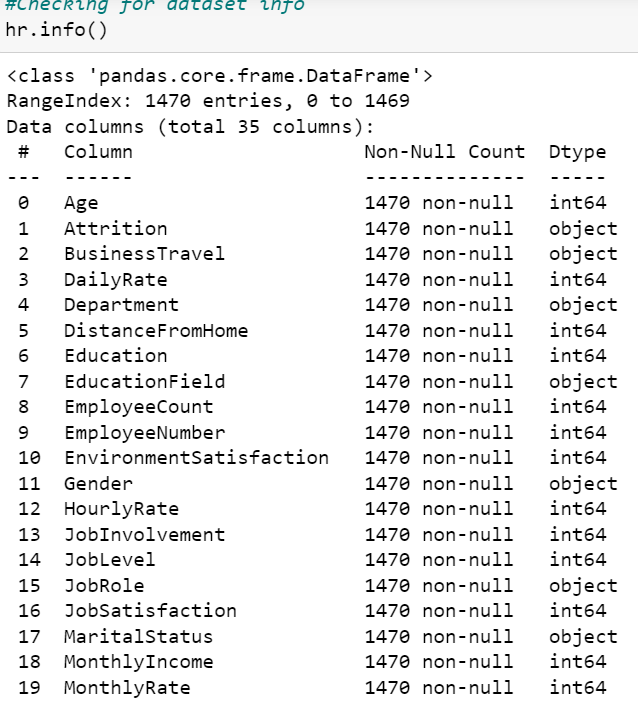 #Checking for dataset info
hr.info()
<class 'pandas.core.frame.DataFrame'>
RangeIndex: 1470 entries, 0 to 1469
Data columns (total 35 columns):
 #   Column                    Non-Null Count  Dtype
---  ------                    --------------  -----
 0   Age                       1470 non-null   int64
 1   Attrition                 1470 non-null   object
 2   BusinessTravel            1470 non-null   object
 3   DailyRate                 1470 non-null   int64
 4   Department                1470 non-null   object
 5   DistanceFromHome          1470 non-null   int64
 6   Education                 1470 non-null   int64
 7   EducationField            1470 non-null   object
 8   EmployeeCount             1470 non-null   int64
 9   EmployeeNumber            1470 non-null   int64
 10  EnvironmentSatisfaction   1470 non-null   int64
 11  Gender                    1470 non-null   object
 12  HourlyRate                1470 non-null   int64
 13  JobInvolvement            1470 non-null   int64
 14  JobLevel                  1470 non-null   int64
 15  JobRole                   1470 non-null   object
 16  JobSatisfaction           1470 non-null   int64
 17  MaritalStatus             1470 non-null   object
 18  MonthlyIncome             1470 non-null   int64
 19  MonthlyRate               1470 non-null   int64